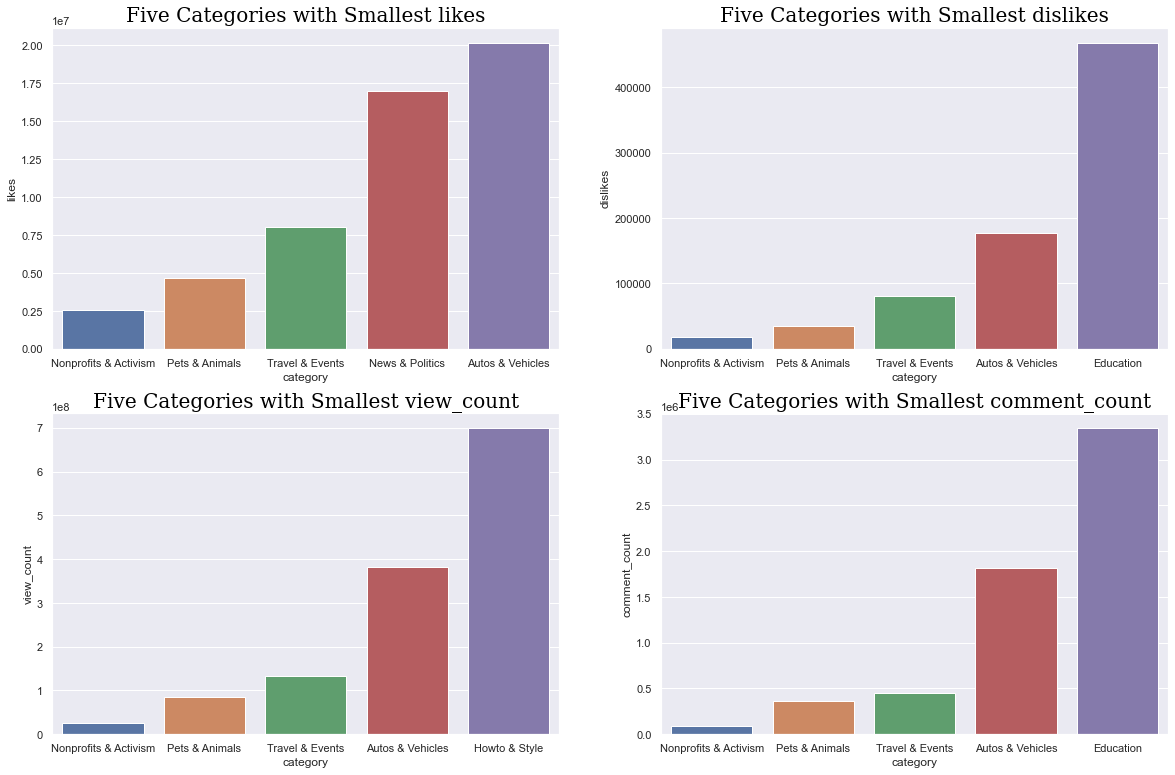 Five Categories with Smallest likes
1e7
2.00
1.75
1.50
1.25
1.00
0.75
0.50
0.25
0.00
likes
Nonprofits & Activism Pets & Animals Travel & Events News & Politics Autos & Vehicles
category
Five Categories with Smallest dislikes
400000
300000
200000
100000
0
dislikes
Nonprofits & Activism Pets & Animals Travel & Events Autos & Vehicles Education
category
Five Categories with Smallest view_count
1e8
7
6
5
4
3
2
1
0
view_count
Nonprofits & Activism Pets & Animals Travel & Events Autos & Vehicles Howto & Style
category
Five Categories with Smallest comment_count
1e6
3.5
3.0
2.5
2.0
1.5
1.0
0.5
0.0
comment_count
Nonprofits & Activism Pets & Animals Travel & Events Autos & Vehicles Education
category